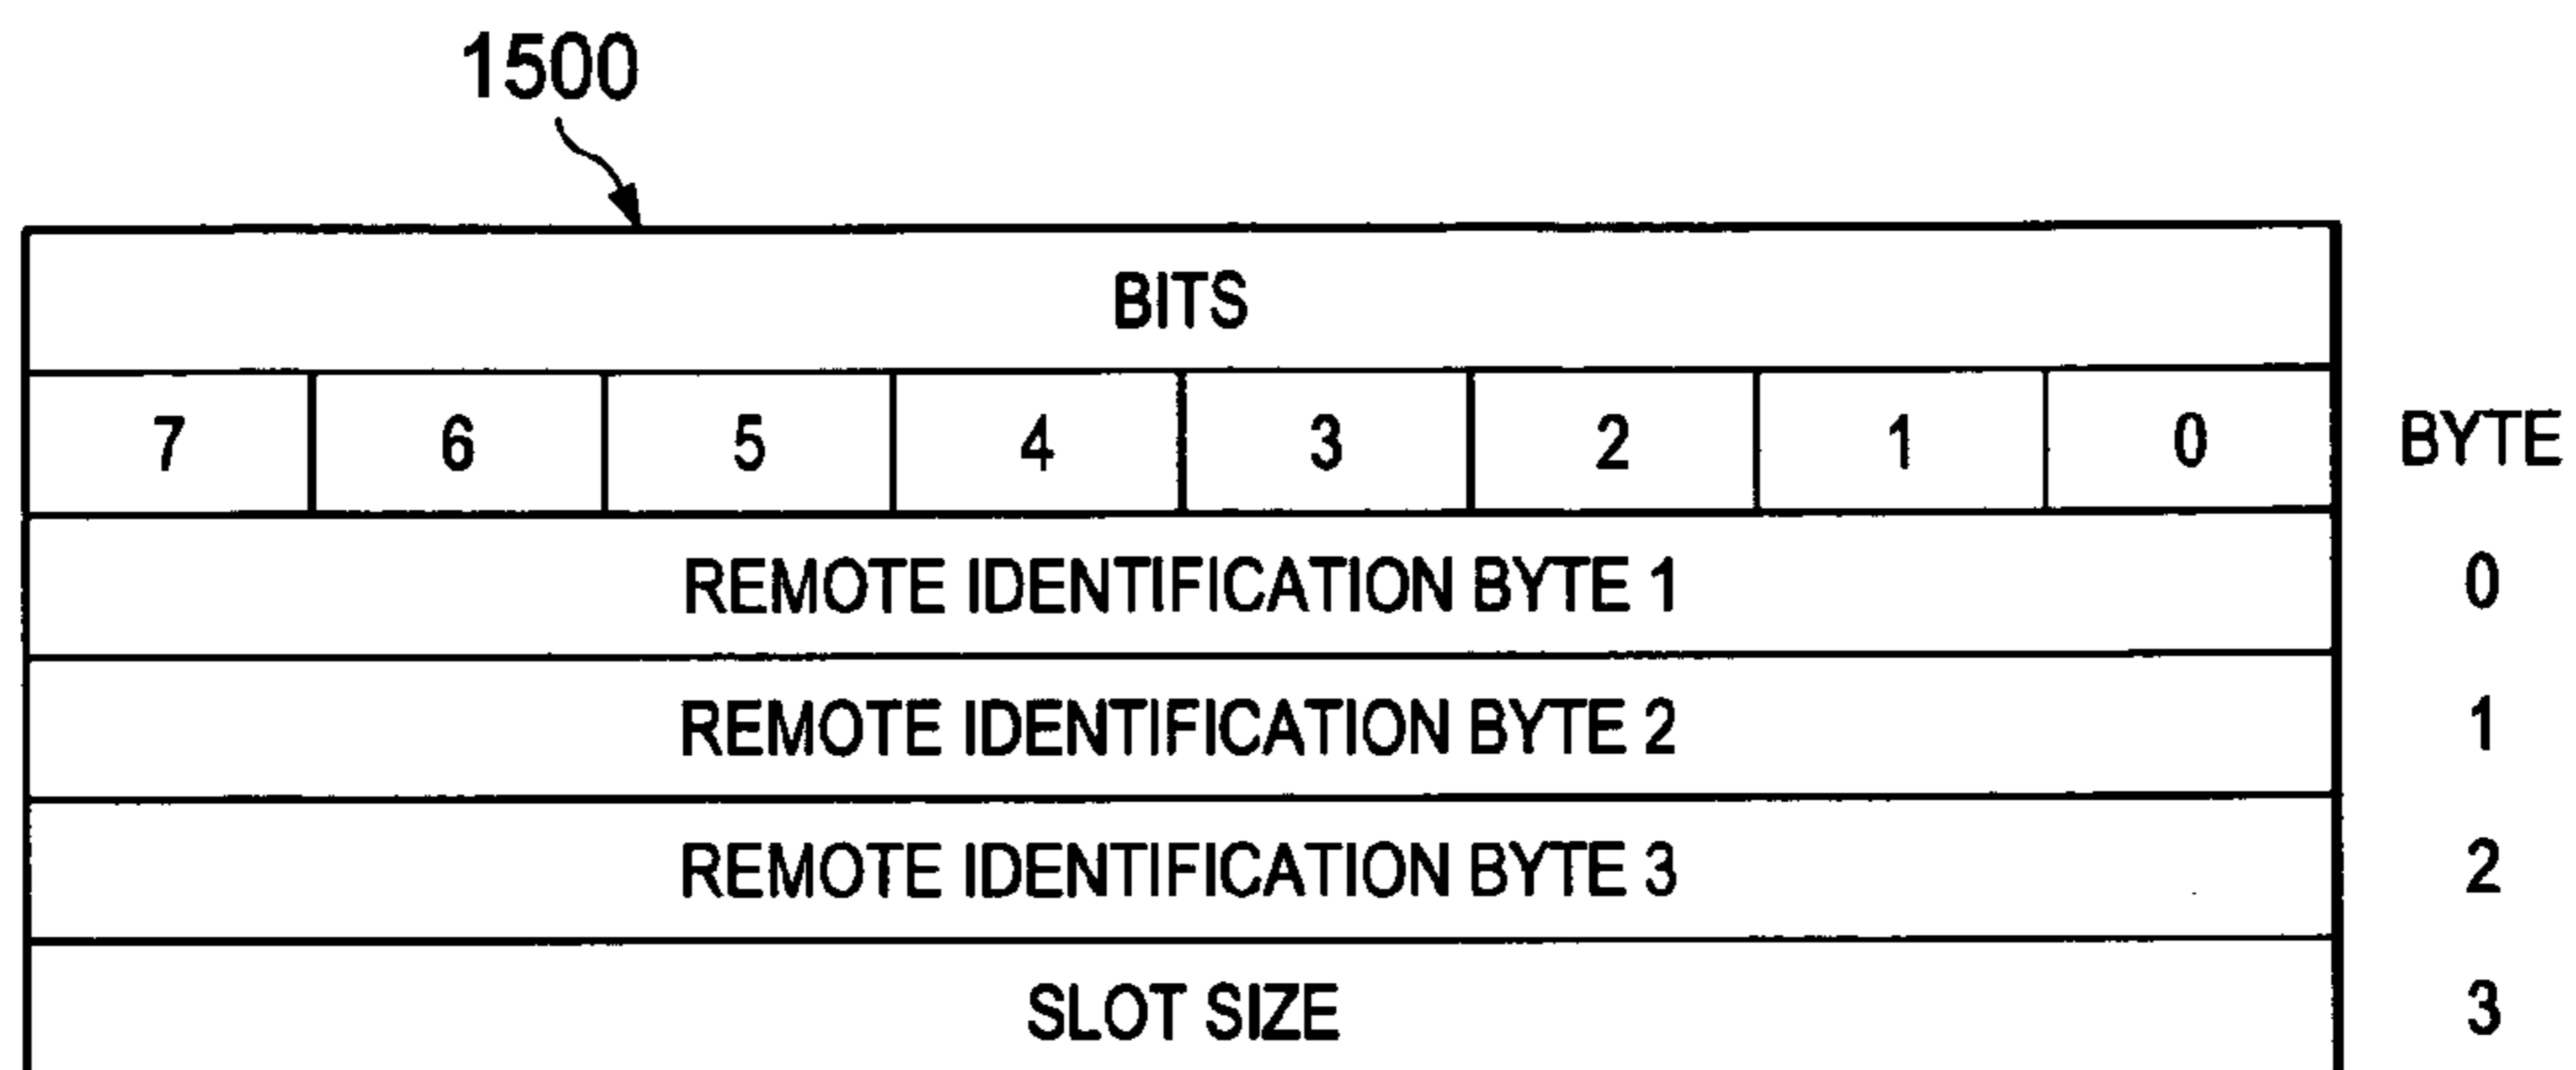 1500
BITS
7 6 5 4 3 2 1 0 BYTE
REMOTE IDENTIFICATION BYTE 1 0
REMOTE IDENTIFICATION BYTE 2 1
REMOTE IDENTIFICATION BYTE 3 2
SLOT SIZE 3